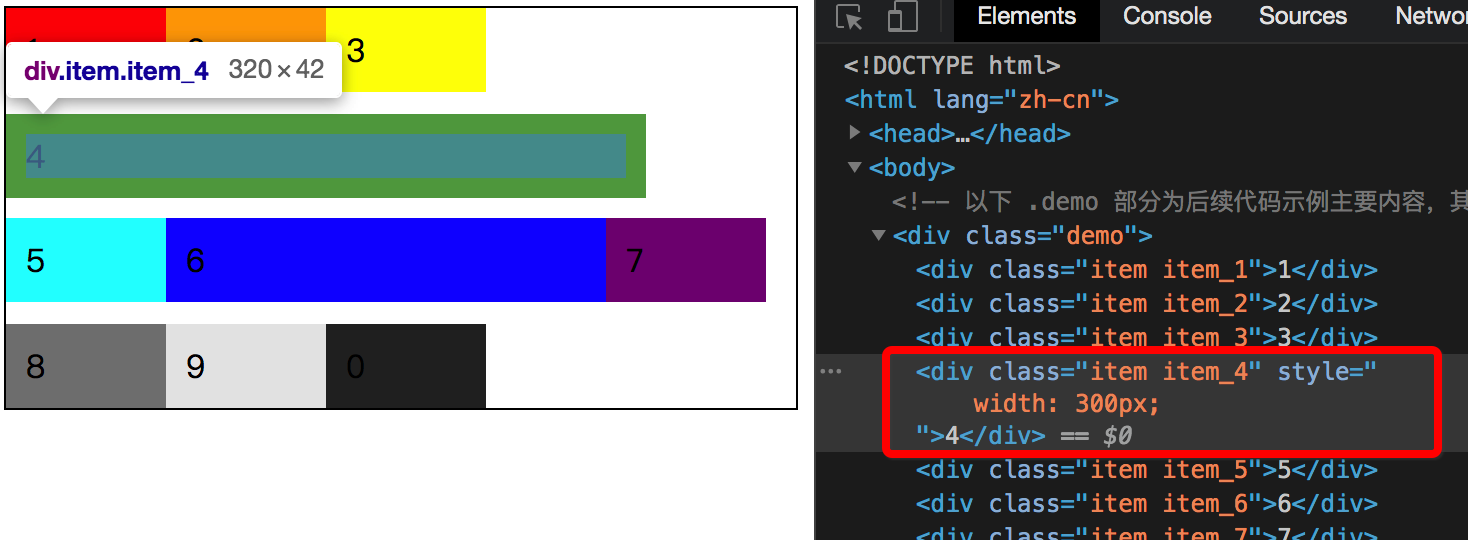 3
div.item.item_4 320 × 42
4
5 6 7
8 9 0
Elements Console Sources Netwo
<!DOCTYPE html>
<html lang="zh-cn">
<head>…</head>
<body>
<!-- 以下 .demo 部分为后续代码示例主要内容，其
<div class="demo">
<div class="item item_1">1</div>
<div class="item item_2">2</div>
<div class="item item_3">3</div>
<div class="item item_4" style="
width: 300px;
">4</div> == $0
<div class="item item_5">5</div>
<div class="item item_6">6</div>
<div class="item item_7">7</div>